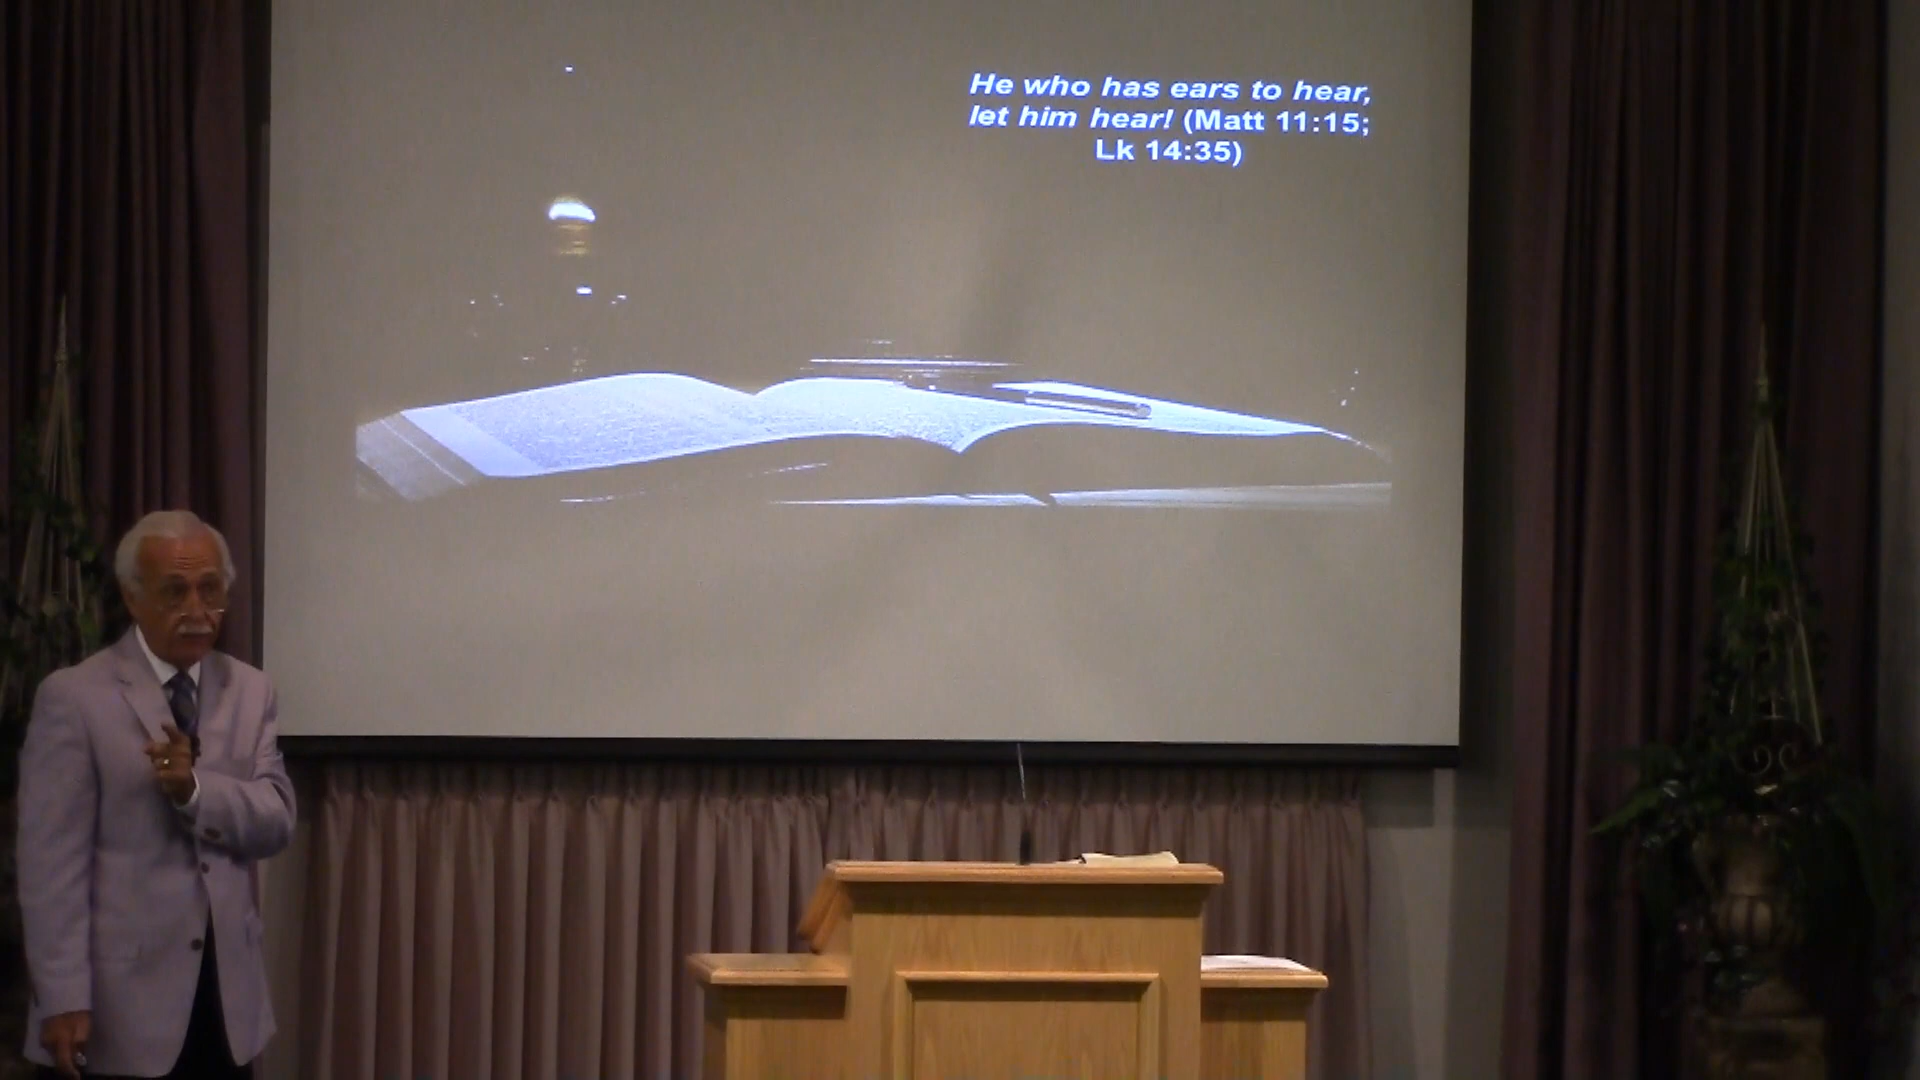 He who has ears to hear,
let him hear! (Matt 11:15;
Lk 14:35)